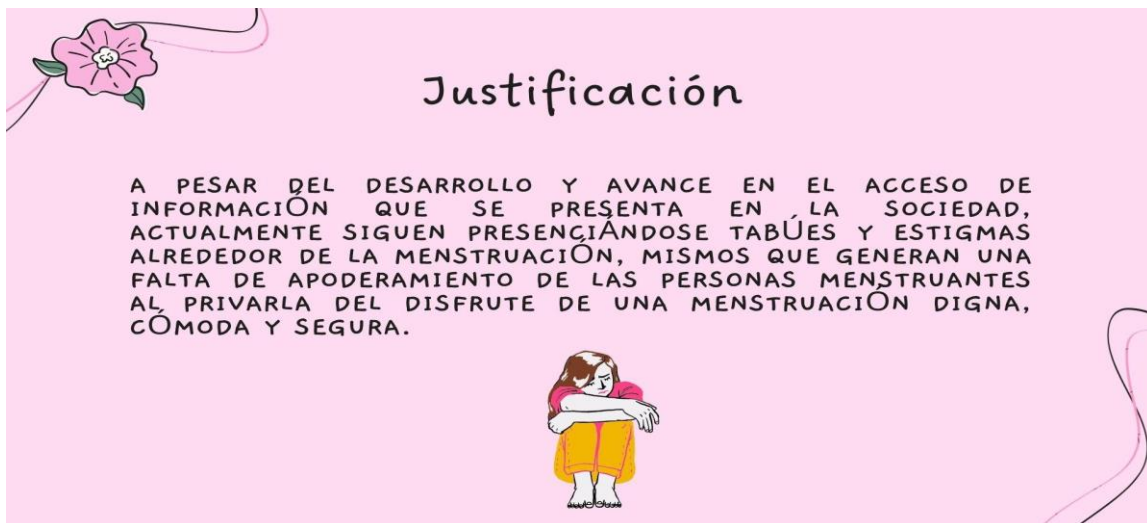 Justificación
A PESAR DEL DESARROLLO Y AVANCE EN EL ACCESO DE
INFORMACIÓN QUE SE PRESENTA EN LA SOCIEDAD,
ACTUALMENTE SIGUEN PRESENCIÁNDOSE TABÚES Y ESTIGMAS
ALREDEDOR DE LA MENSTRUACIÓN, MISMOS QUE GENERAN UNA
FALTA DE APODERAMIENTO DE LAS PERSONAS MENSTRUANTES
AL PRIVARLA DEL DISFRUTE DE UNA MENSTRUACIÓN DIGNA,
CÓMODA Y SEGURA.